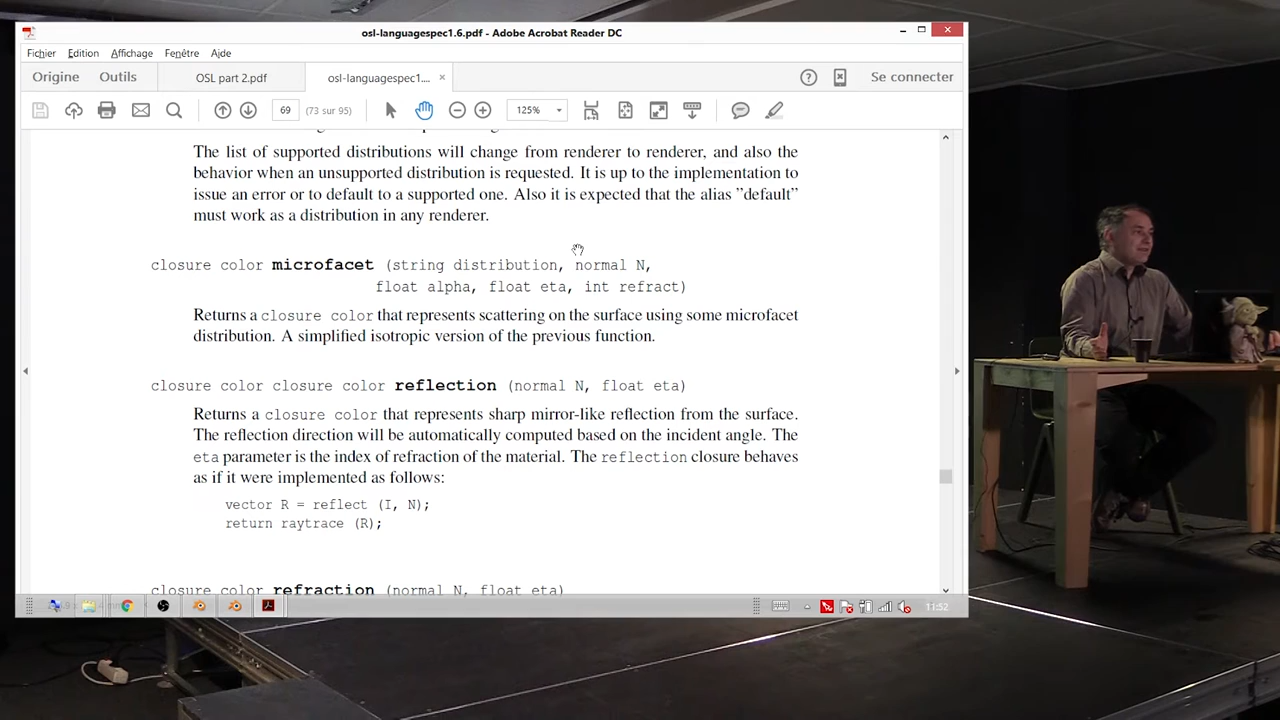 osl-languagespec1.6.pdf - Adobe Acrobat Reader DC
Fichier Edition Affichage Fenêtre Aide
Origine Outils OSL part 2.pdf osl-languagespec1.... × Se connecter
69 (73 sur 95) 125%
The list of supported distributions will change from renderer to renderer, and also the
behavior when an unsupported distribution is requested. It is up to the implementation to
issue an error or to default to a supported one. Also it is expected that the alias ”default”
must work as a distribution in any renderer.
closure color microfacet (string distribution, normal N,
float alpha, float eta, int refract)
Returns a closure color that represents scattering on the surface using some microfacet
distribution. A simplified isotropic version of the previous function.
closure color closure color reflection (normal N, float eta)
Returns a closure color that represents sharp mirror-like reflection from the surface.
The reflection direction will be automatically computed based on the incident angle. The
eta parameter is the index of refraction of the material. The reflection closure behaves
as if it were implemented as follows:
vector R = reflect (I, N);
return raytrace (R);
closure color refraction (normal N, float eta)
11:52